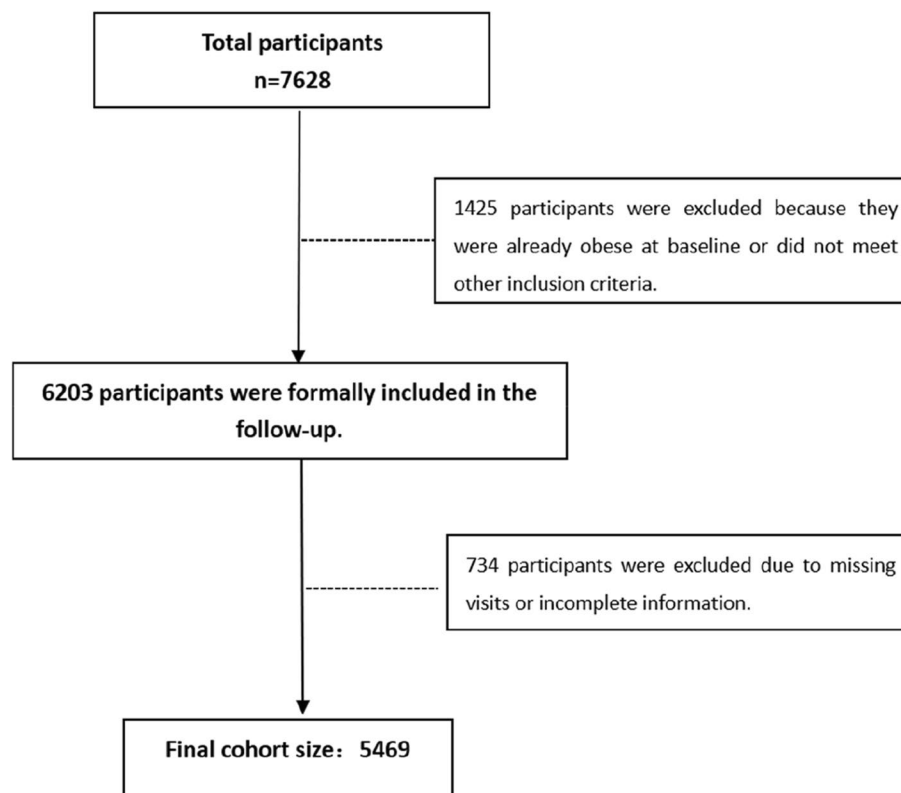 Total participants
n=7628
1425 participants were excluded because they
were already obese at baseline or did not meet
other inclusion criteria.
6203 participants were formally included in the
follow-up.
734 participants were excluded due to missing
visits or incomplete information.
Final cohort size：5469